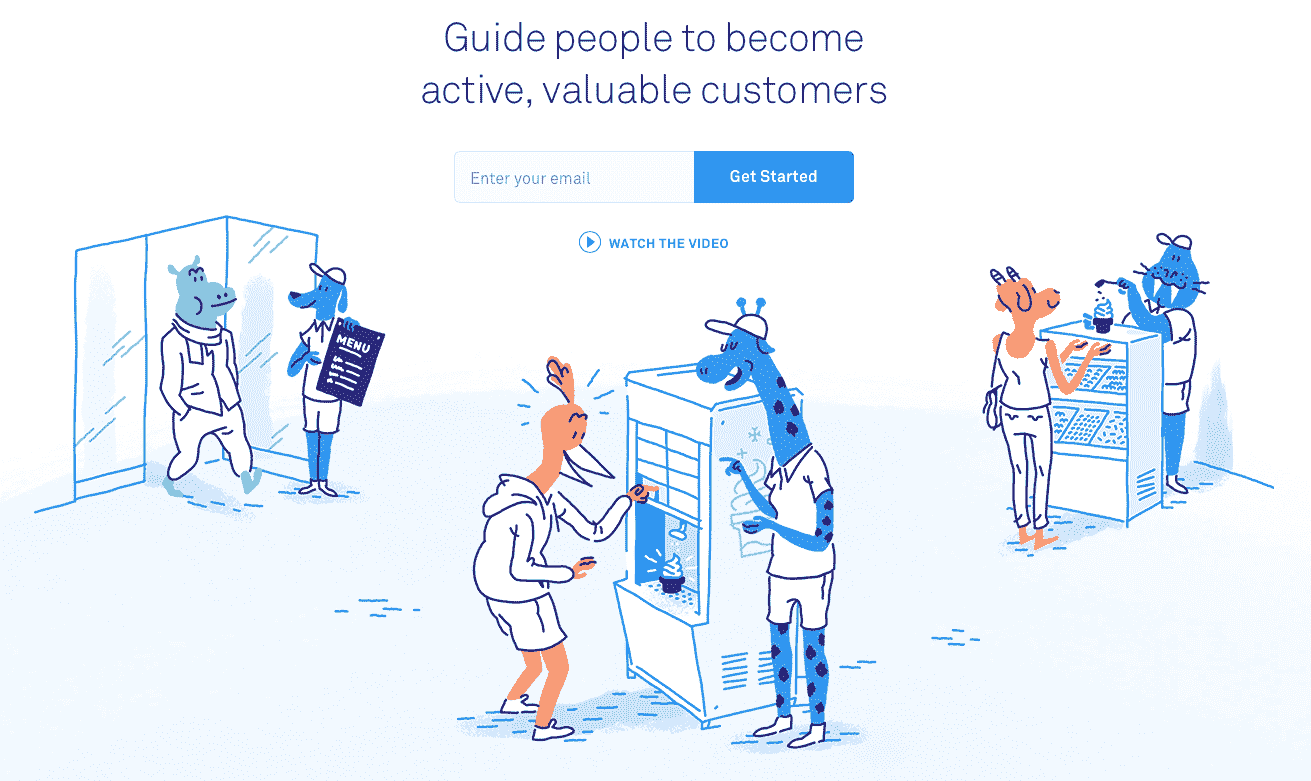 Guide people to become
active, valuable customers
Enter your email
Get Started
WATCH THE VIDEO
MENU